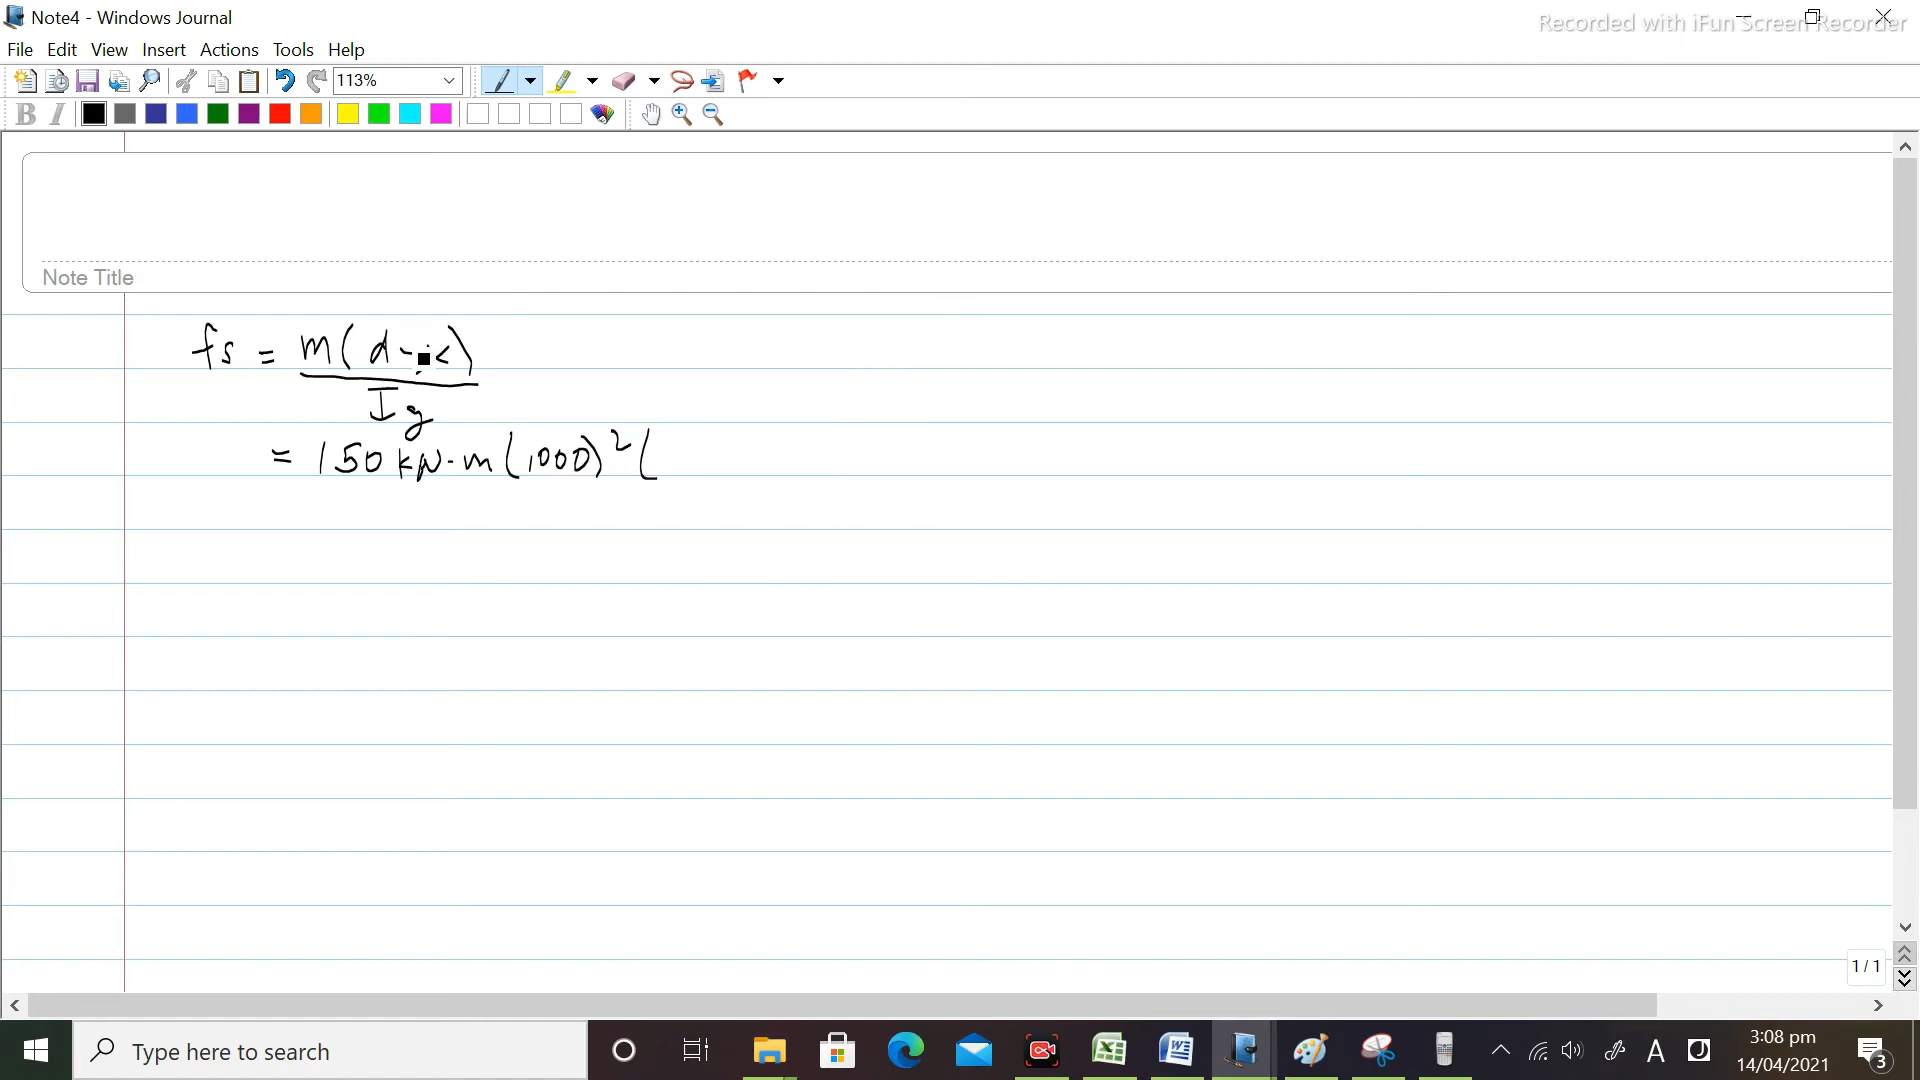 Note4 - Windows Journal
Recorded with iFun Screen Recorder
File Edit View Insert Actions Tools Help
113%
B I
Note Title
fs = m(d-c)
Ig
= 150 kN-m (1000)² (
1 / 1
Type here to search
A
3:08 pm
14/04/2021
3